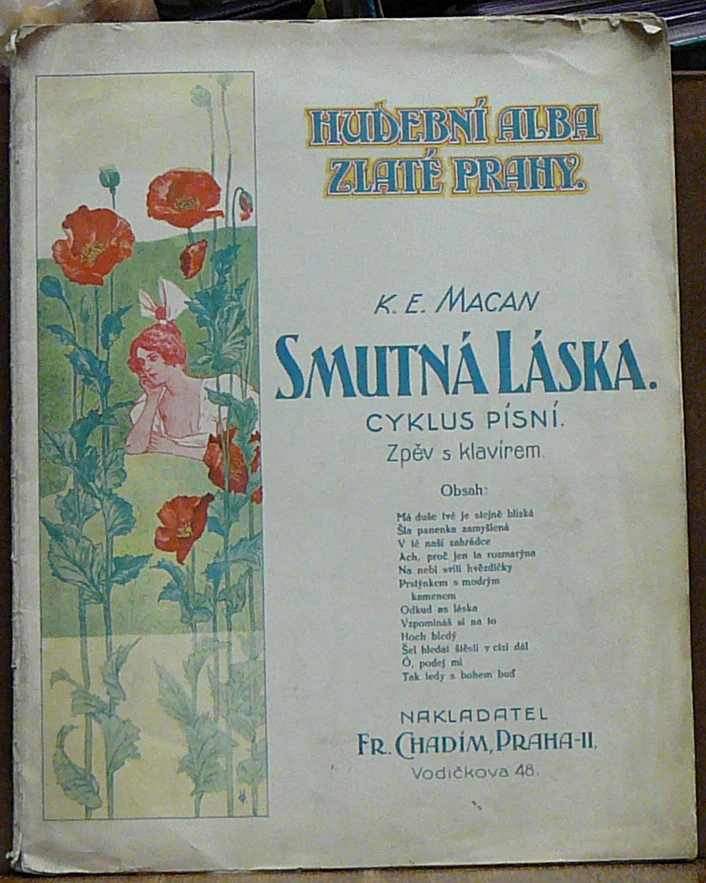 HUDEBNÍ ALBA
ZLATÉ PRAHY.
K. E. MACAN
SMUTNÁ LÁSKA.
CYKLUS PÍSNÍ.
Zpěv s klavírem.
Obsah:
Má duše tvé je stejně blízká
Šla panenka zamyšlená
V té naší zahrádce
Ach, proč jen ta rozmarýna
Na nebi svítí hvězdičky
Prstýnkem s modrým
kamenem
Odkud as láska
Vzpomínáš si na to
Hoch bledý
Šel hledat štěstí v cizí dál
Ó, podej mi
Tak tedy s bohem buď
NAKLADATEL
FR. CHADÍM, PRAHA-II,
Vodičkova 48.